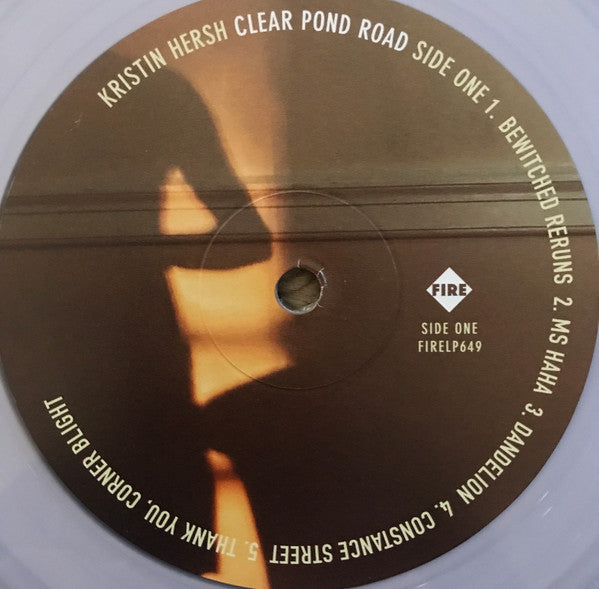 KRISTIN HERSH CLEAR POND ROAD SIDE ONE 1. BEWITCHED RERUNS 2. MS HAHA 3. DANDELION 4. CONSTANCE STREET 5. THANK YOU, CORNER BLIGHT
FIRE
SIDE ONE
FIRELP649